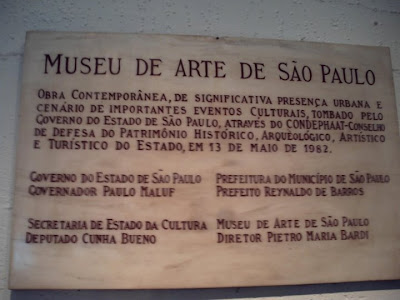 MUSEU DE ARTE DE SÃO PAULO
OBRA CONTEMPORÂNEA, DE SIGNIFICATIVA PRESENÇA URBANA E
CENÁRIO DE IMPORTANTES EVENTOS CULTURAIS, TOMBADO PELO
GOVERNO DO ESTADO DE SÃO PAULO, ATRAVÉS DO CONDEPHAAT-CONSELHO
DE DEFESA DO PATRIMÔNIO HISTÓRICO, ARQUEOLÓGICO, ARTÍSTICO
E TURÍSTICO DO ESTADO, EM 13 DE MAIO DE 1982.
GOVERNO DO ESTADO DE SÃO PAULO
GOVERNADOR PAULO MALUF
PREFEITURA DO MUNICÍPIO DE SÃO PAULO
PREFEITO REYNALDO DE BARROS
SECRETARIA DE ESTADO DA CULTURA
DEPUTADO CUNHA BUENO
MUSEU DE ARTE DE SÃO PAULO
DIRETOR PIETRO MARIA BARDI